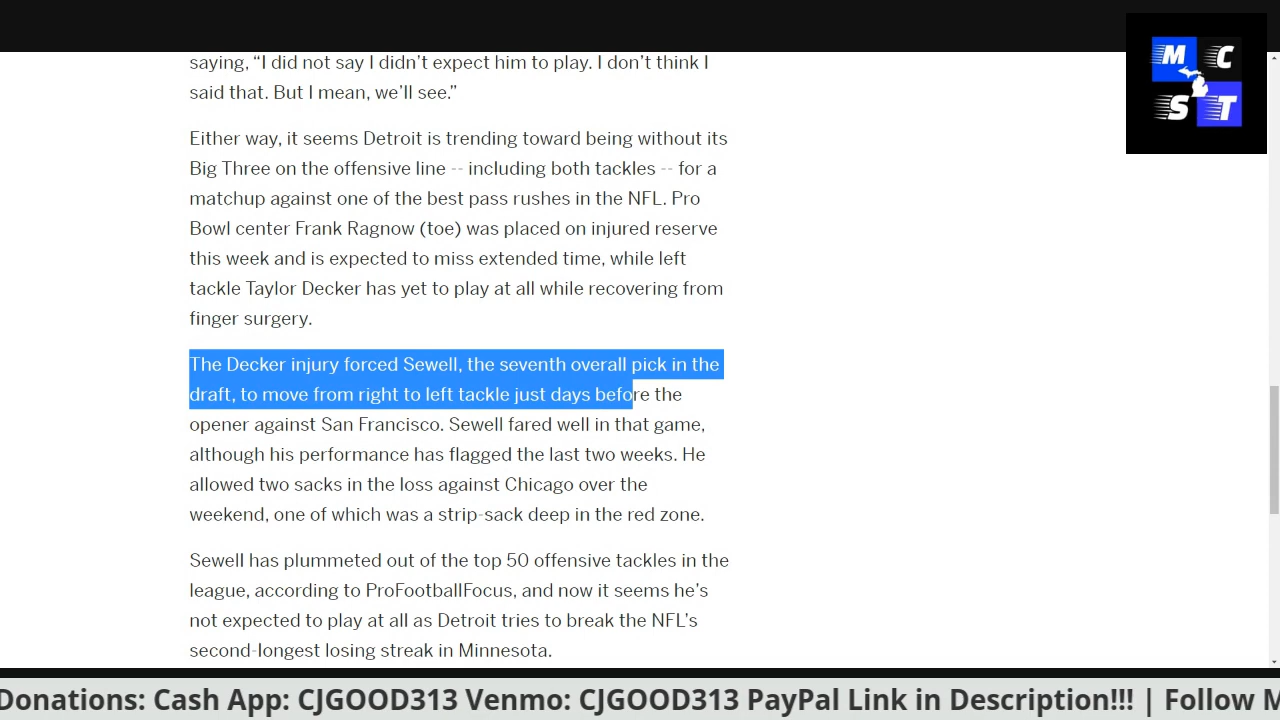 saying, “I did not say I didn’t expect him to play. I don’t think I
said that. But I mean, we’ll see.”
Either way, it seems Detroit is trending toward being without its
Big Three on the offensive line -- including both tackles -- for a
matchup against one of the best pass rushes in the NFL. Pro
Bowl center Frank Ragnow (toe) was placed on injured reserve
this week and is expected to miss extended time, while left
tackle Taylor Decker has yet to play at all while recovering from
finger surgery.
The Decker injury forced Sewell, the seventh overall pick in the
draft, to move from right to left tackle just days before the
opener against San Francisco. Sewell fared well in that game,
although his performance has flagged the last two weeks. He
allowed two sacks in the loss against Chicago over the
weekend, one of which was a strip-sack deep in the red zone.
Sewell has plummeted out of the top 50 offensive tackles in the
league, according to ProFootballFocus, and now it seems he’s
not expected to play at all as Detroit tries to break the NFL’s
second-longest losing streak in Minnesota.
M C
S T
Donations: Cash App: CJGOOD313 Venmo: CJGOOD313 PayPal Link in Description!!! | Follow M